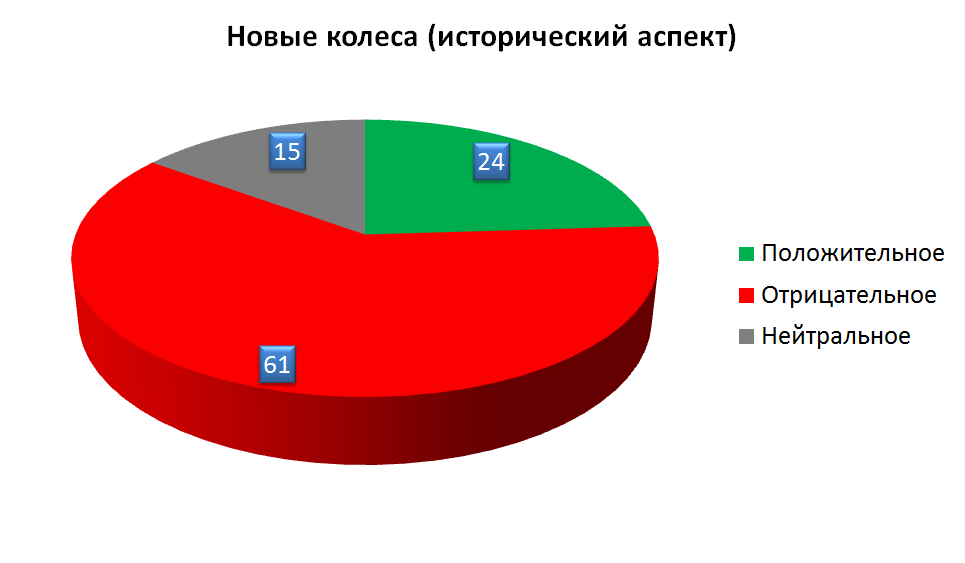 Новые колеса (исторический аспект)
15
24
61
Положительное
Отрицательное
Нейтральное